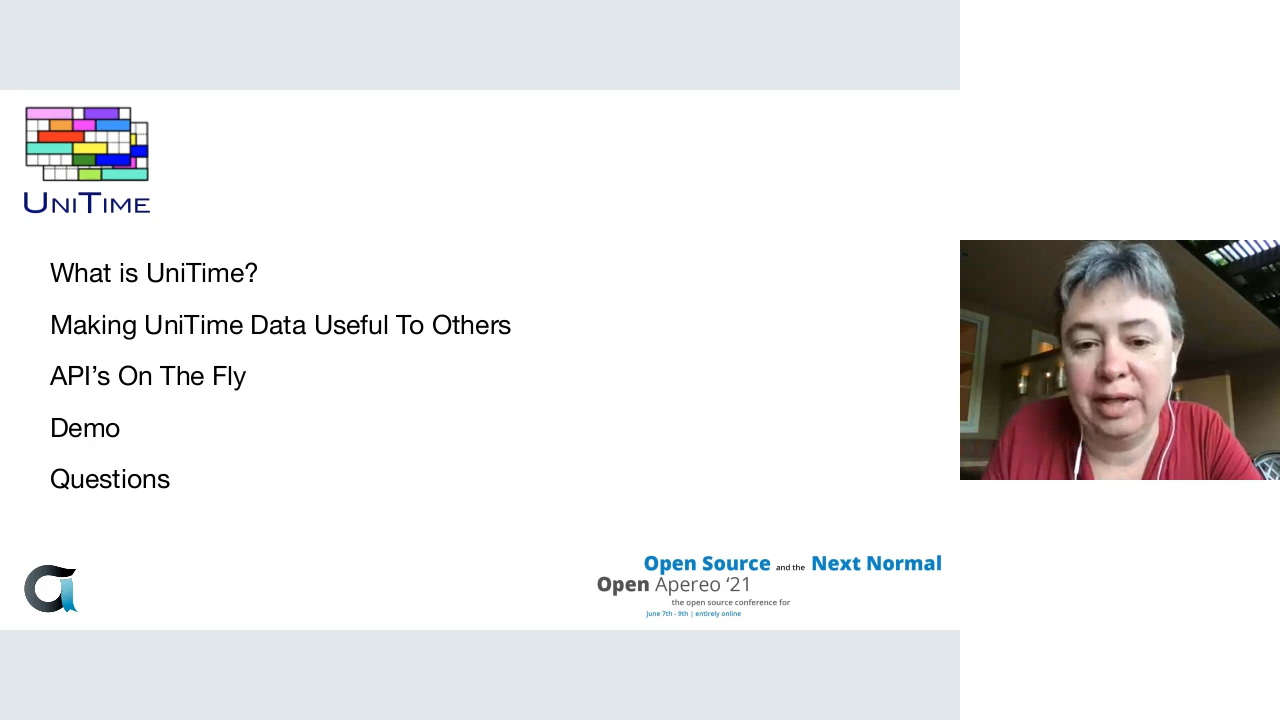 UNITIME
What is UniTime?
Making UniTime Data Useful To Others
API’s On The Fly
Demo
Questions
Open Source and the Next Normal
Open Apereo ‘21
the open source conference for
June 7th - 9th | entirely online